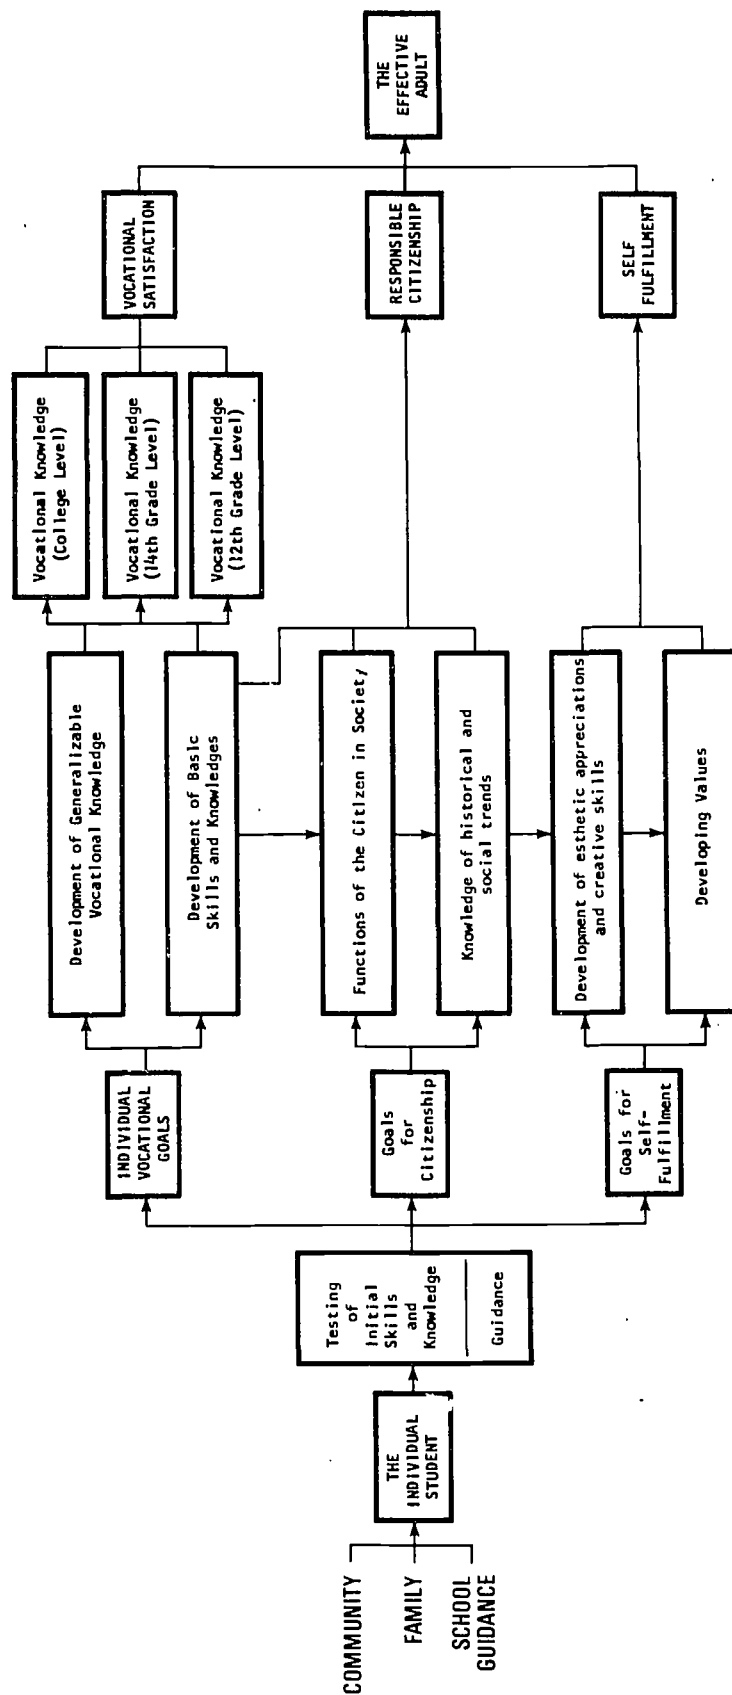 COMMUNITY
FAMILY
SCHOOL
GUIDANCE
THE
INDIVIDUAL
STUDENT
Testing
of
Initial
Skills
and
Knowledge
Guidance
INDIVIDUAL
VOCATIONAL
GOALS
Goals
for
Citizenship
Goals for
Self-
Fulfillment
Development of Generalizable
Vocational Knowledge
Development of Basic
Skills and Knowledges
Functions of the Citizen in Society/
Knowledge of historical and
social trends
Development of esthetic appreciations
and creative skills
Developing Values
Vocational Knowledge
(College Level)
Vocational Knowledge
(14th Grade Level)
Vocational Knowledge
(12th Grade Level)
VOCATIONAL
SATISFACTION
RESPONSIBLE
CITIZENSHIP
SELF
FULFILLMENT
THE
EFFECTIVE
ADULT